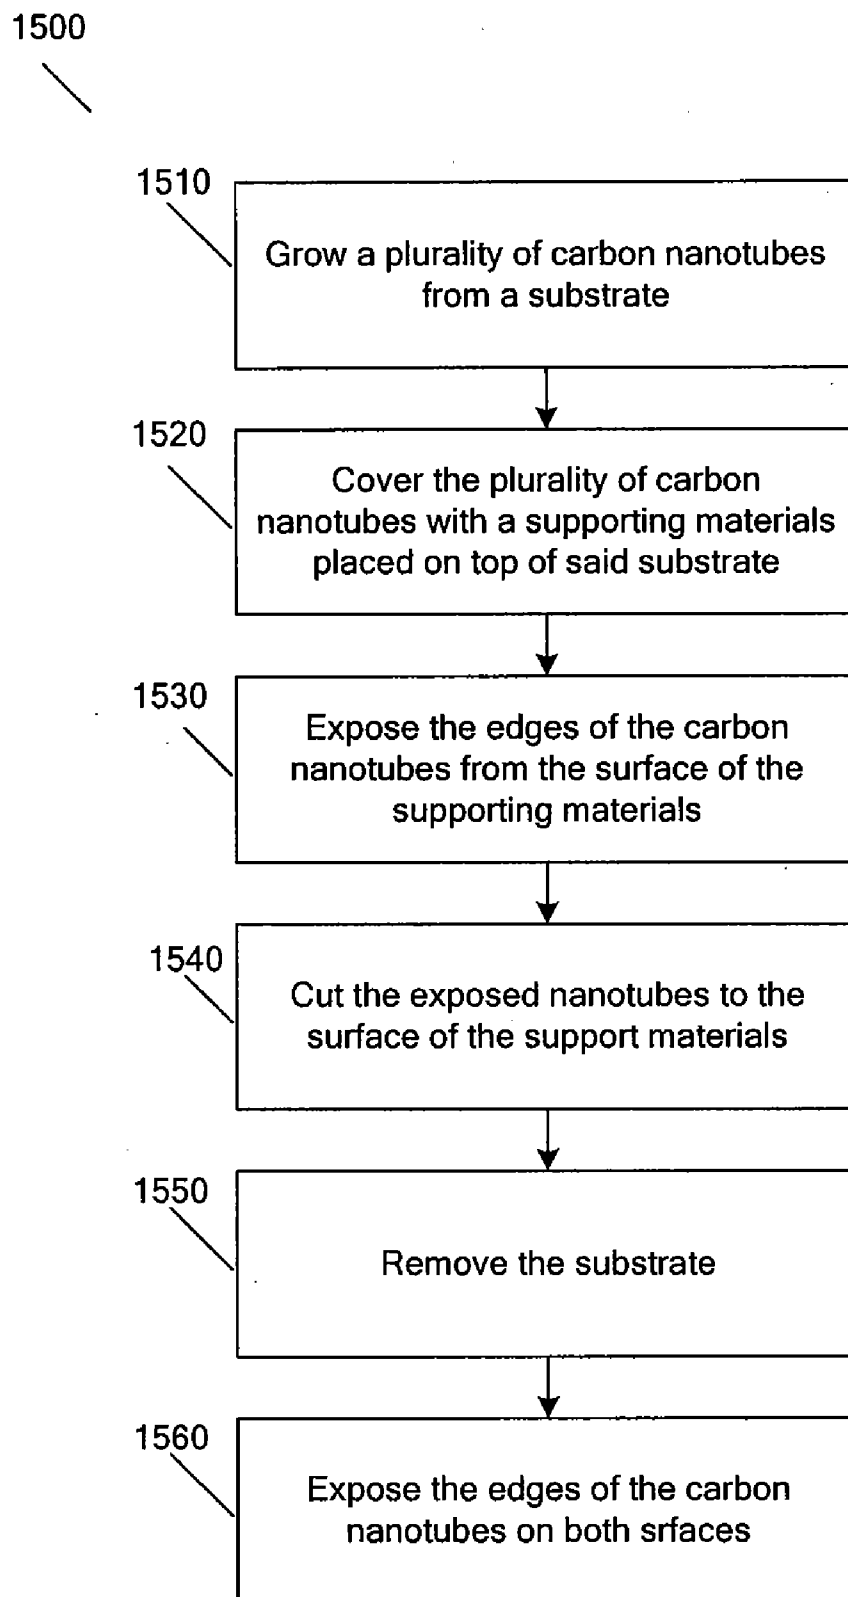 1500
1510
Grow a plurality of carbon nanotubes
from a substrate
1520
Cover the plurality of carbon
nanotubes with a supporting materials
placed on top of said substrate
1530
Expose the edges of the carbon
nanotubes from the surface of the
supporting materials
1540
Cut the exposed nanotubes to the
surface of the support materials
1550
Remove the substrate
1560
Expose the edges of the carbon
nanotubes on both srfaces